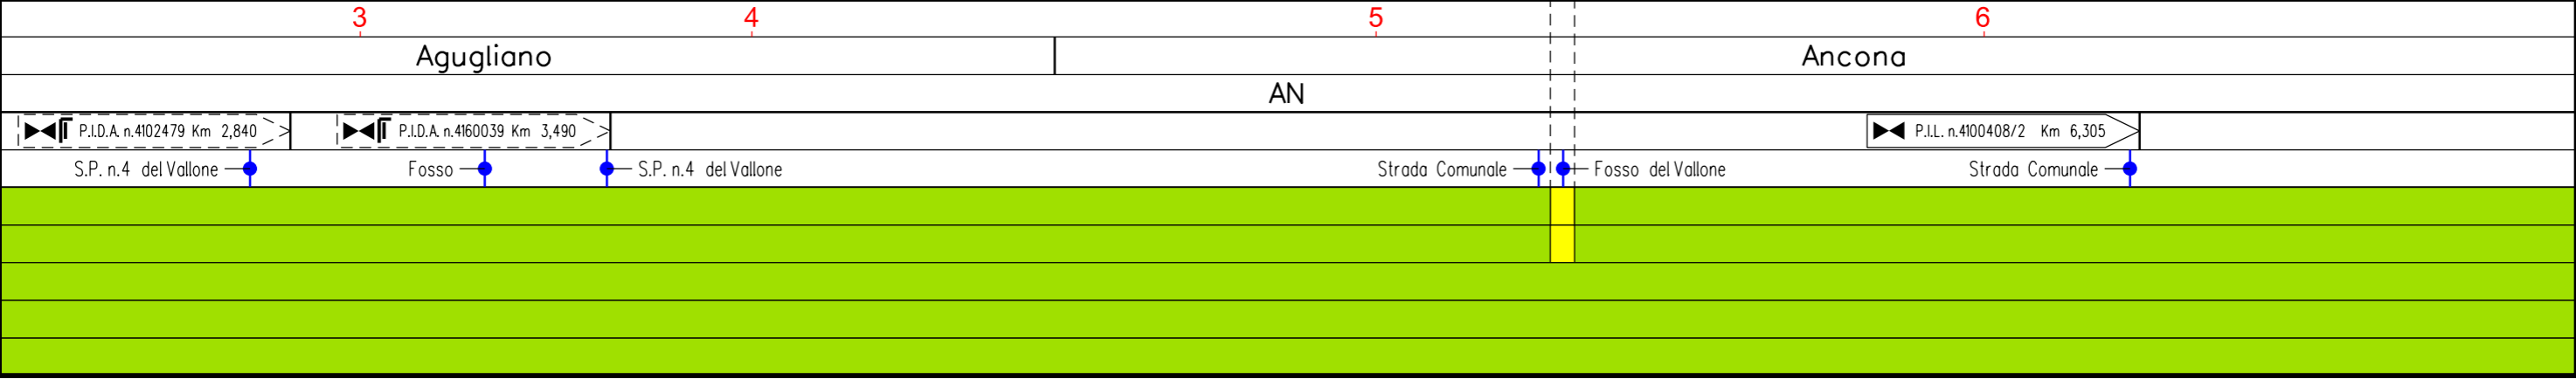 3 4 5 6
Agugliano Ancona
AN
P.I.D.A. n.4102479 Km 2,840 P.I.D.A. n.4160039 Km 3,490 P.I.L. n.4100408/2 Km 6,305
S.P. n.4 del Vallone Fosso S.P. n.4 del Vallone Strada Comunale Fosso del Vallone Strada Comunale